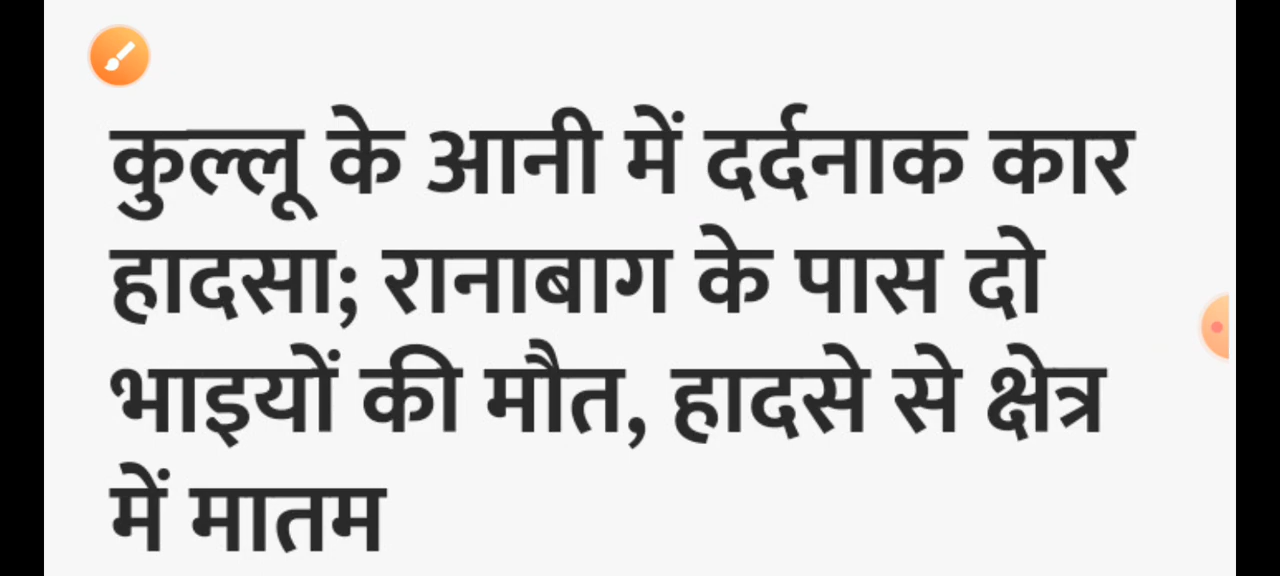 कुल्लू के आनी में दर्दनाक कार
हादसा; रानाबाग के पास दो
भाइयों की मौत, हादसे से क्षेत्र
में मातम